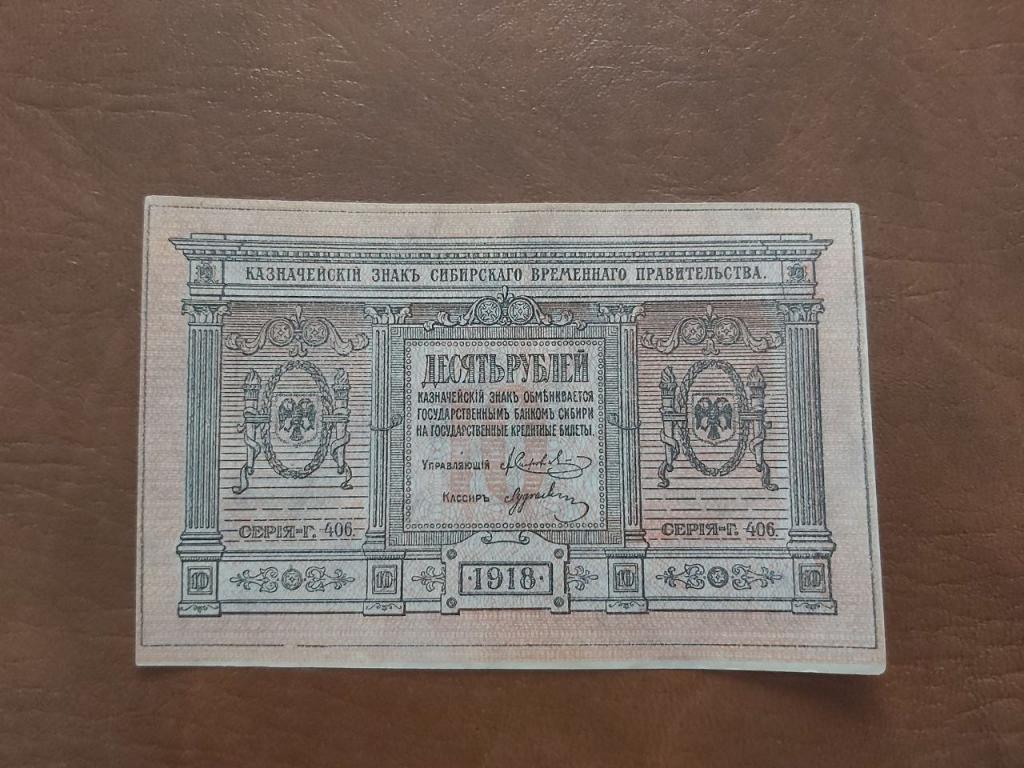 КАЗНАЧЕЙСКІЙ ЗНАКЪ СИБИРСКАГО ВРЕМЕННАГО ПРАВИТЕЛЬСТВА.
ДЕСЯТЬ РУБЛЕЙ
КАЗНАЧЕЙСКІЙ ЗНАКЪ ОБМѢНИВАЕТСЯ
ГОСУДАРСТВЕННЫМЪ БАНКОМЪ СИБИРИ
НА ГОСУДАРСТВЕННЫЕ КРЕДИТНЫЕ БИЛЕТЫ.
10
УПРАВЛЯЮЩІЙ
КАССИРЪ
СЕРІЯ-Г. 406. СЕРІЯ-Г. 406.
10 10 ·1918· 10 10